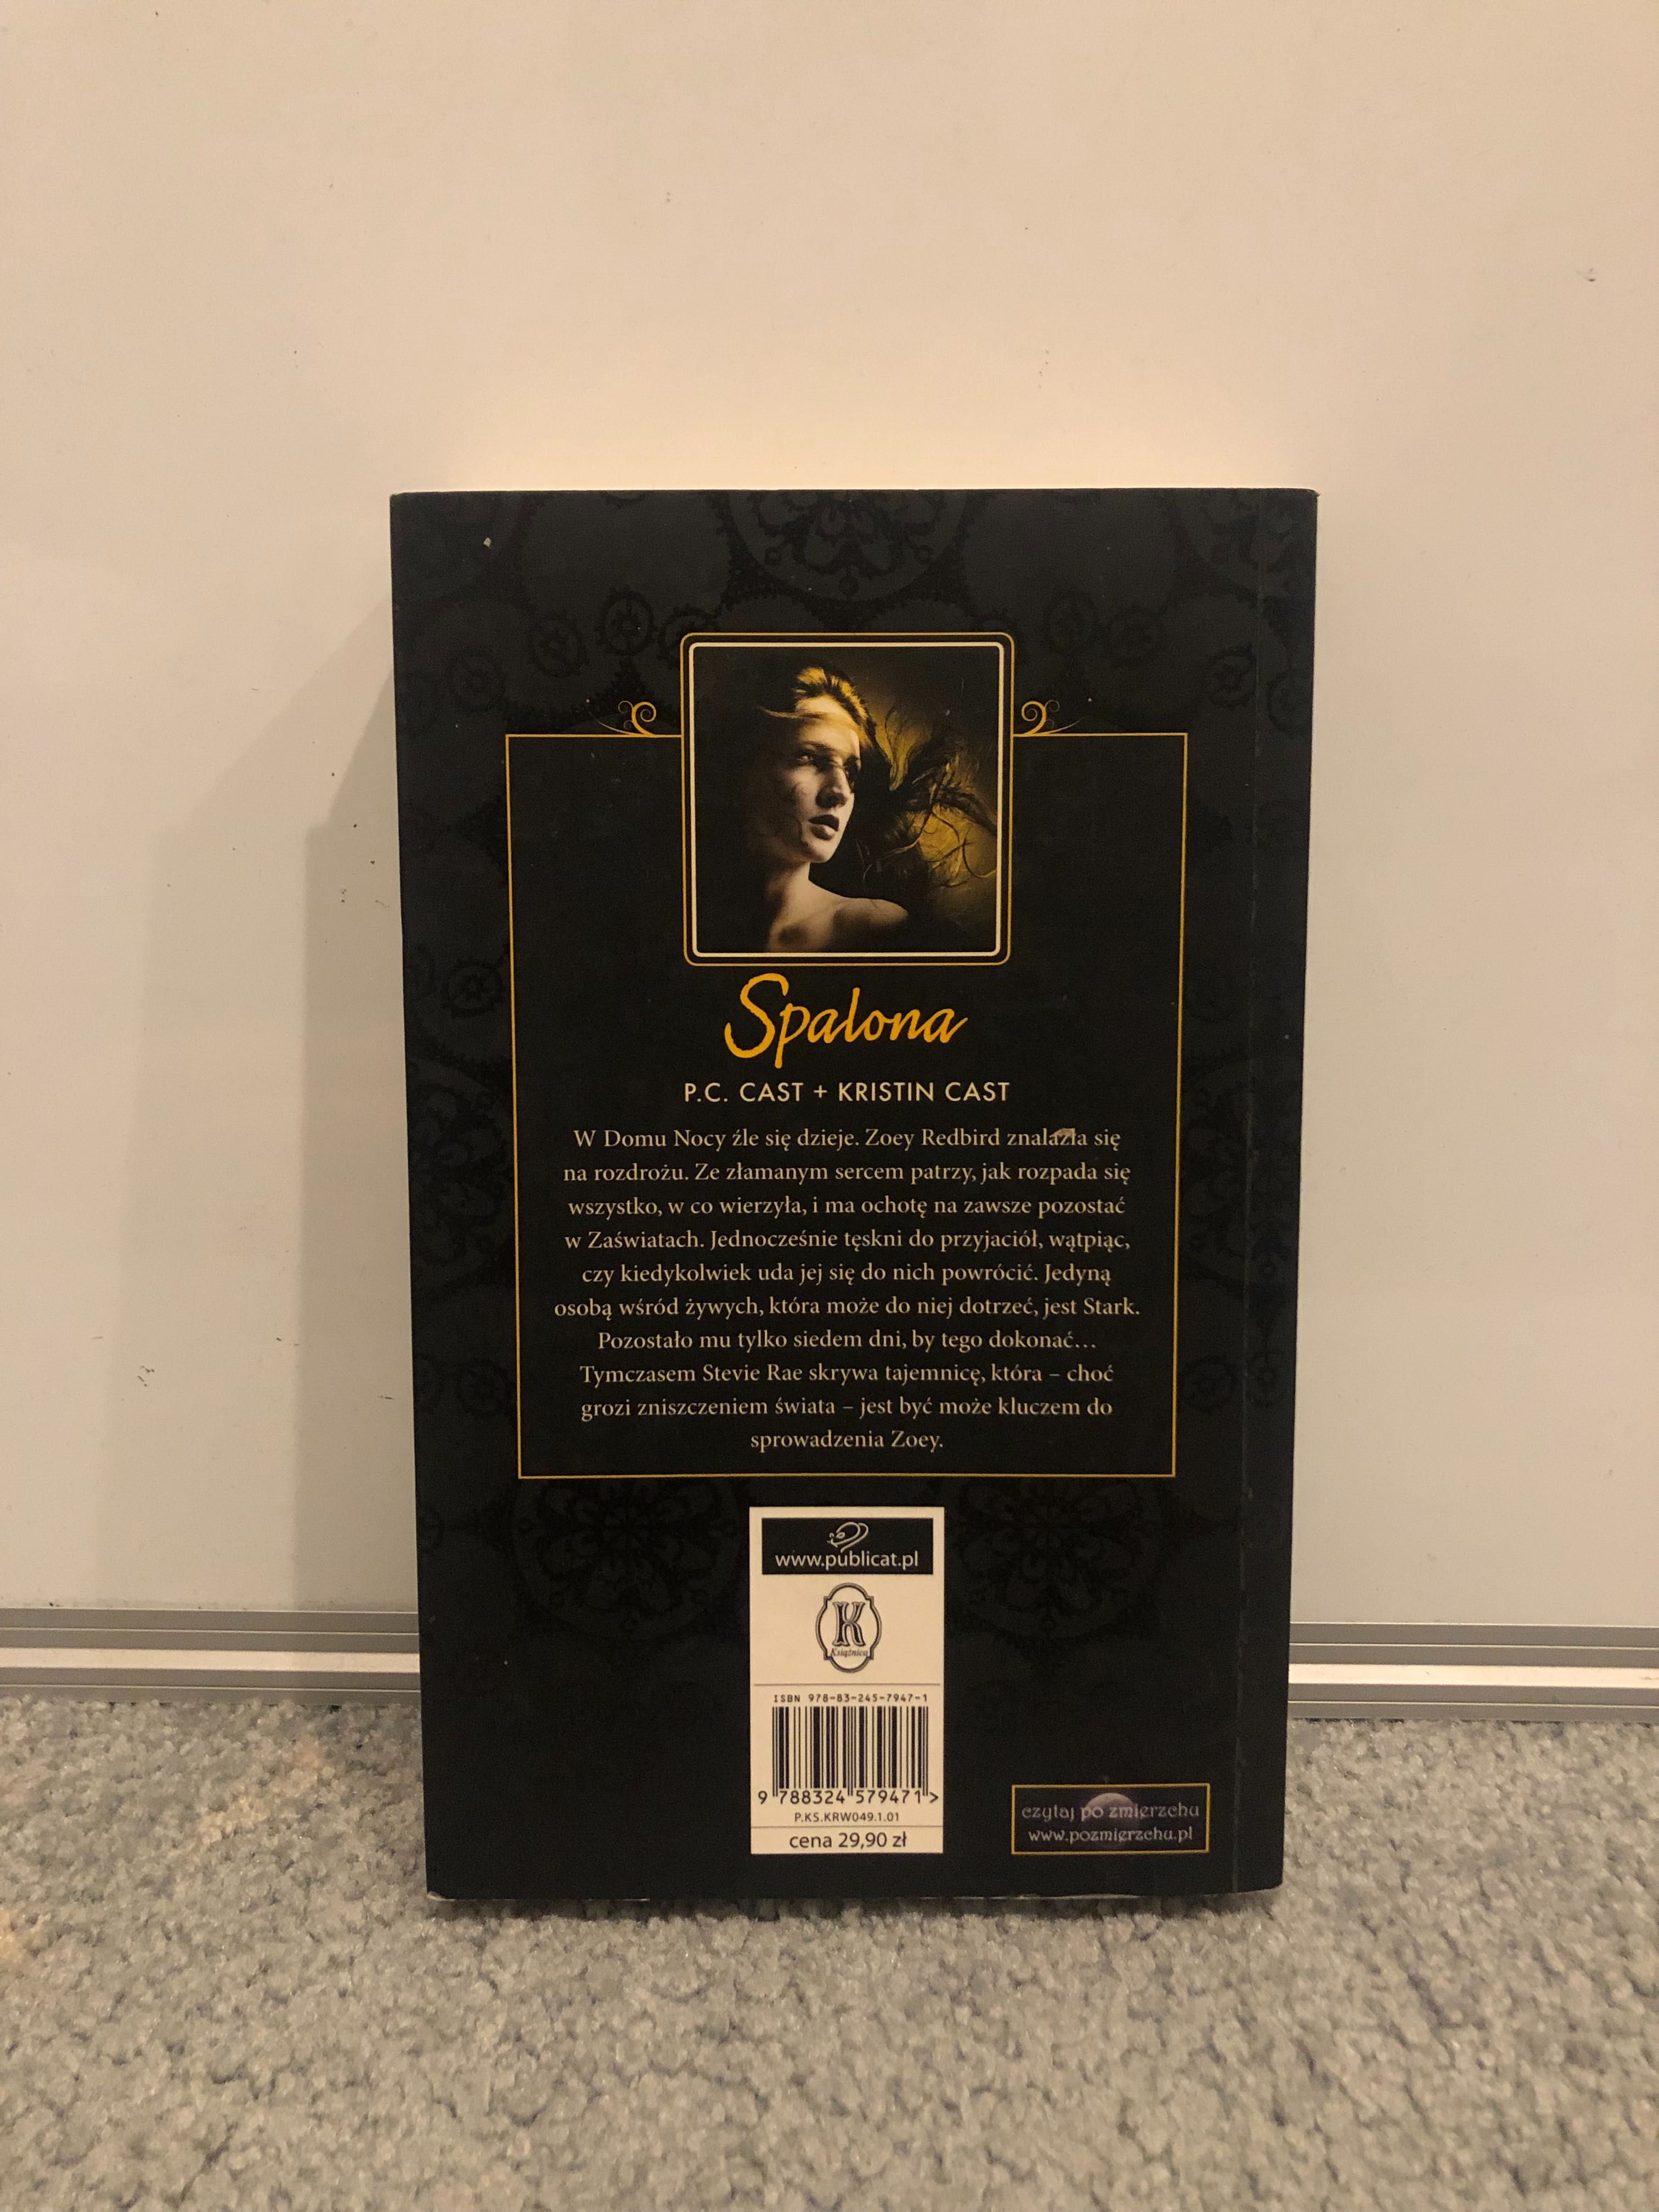 Spalona
P.C. CAST + KRISTIN CAST
W Domu Nocy źle się dzieje. Zoey Redbird znalazła się
na rozdrożu. Ze złamanym sercem patrzy, jak rozpada się
wszystko, w co wierzyła, i ma ochotę na zawsze pozostać
w Zaświatach. Jednocześnie tęskni do przyjaciół, wątpiąc,
czy kiedykolwiek uda jej się do nich powrócić. Jedyną
osobą wśród żywych, która może do niej dotrzeć, jest Stark.
Pozostało mu tylko siedem dni, by tego dokonać...
Tymczasem Stevie Rae skrywa tajemnicę, która – choć
grozi zniszczeniem świata – jest być może kluczem do
sprowadzenia Zoey.
www.publicat.pl
K
Książnica
ISBN 978-83-245-7947-1
9 788324 579471 >
P.KS.KRW049.1.01
cena 29,90 zł
czytaj po zmierzchu
www.pozmierzchu.pl